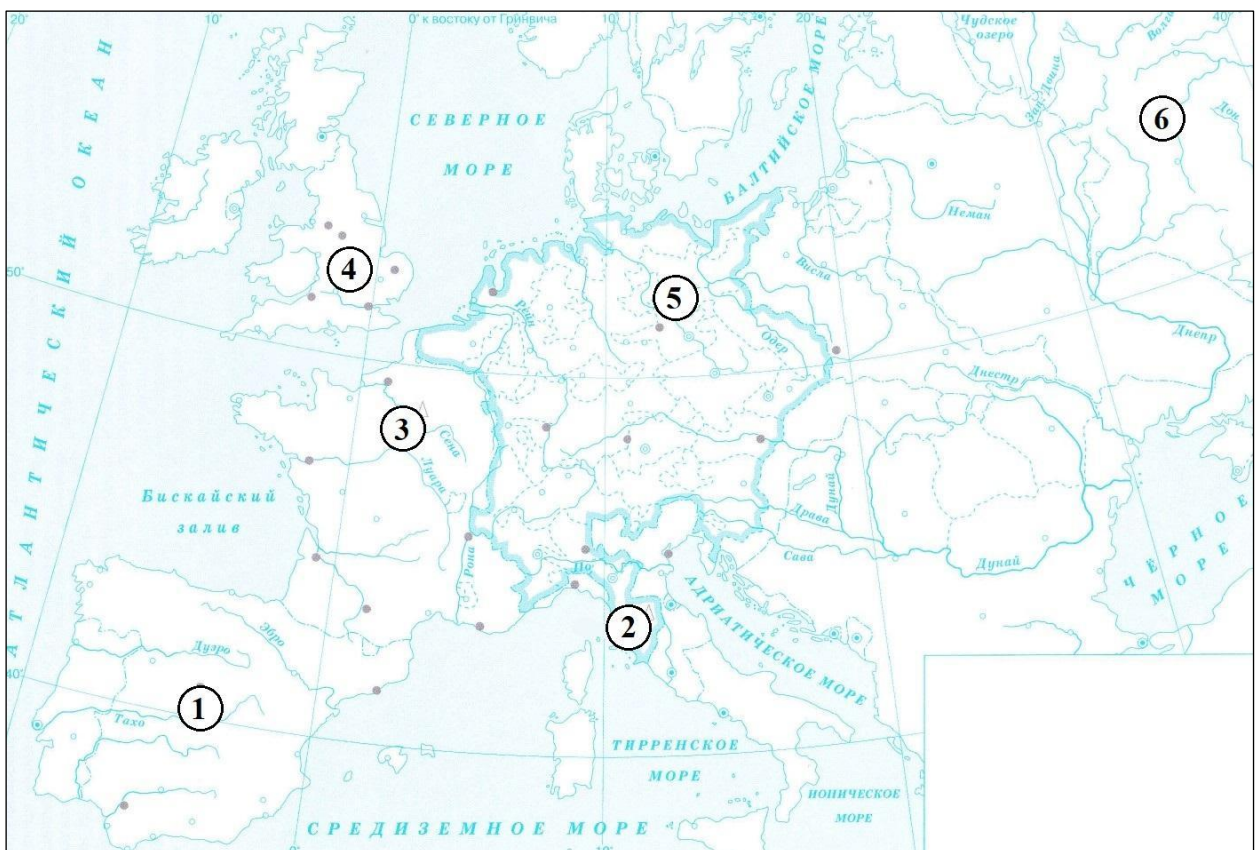 20°
10°
0° к востоку от Гринвича
10°
20°
Чудское
озеро
Волга
40°
АТЛАНТИЧЕСКИЙ ОКЕАН
СЕВЕРНОЕ
МОРЕ
БАЛТИЙСКОЕ МОРЕ
Зап. Двина
6
Дон
Неман
50°
4
Висла
5
Рейн
Одер
Днепр
Днестр
3
Сена
Луара
Бискайский
залив
Дунай
Драва
Сава
Дунай
ЧЁРНОЕ
МОРЕ
Рона
По
2
АДРИАТИЧЕСКОЕ МОРЕ
Эбро
Дуэро
40°
1
Тахо
ТИРРЕНСКОЕ
МОРЕ
ИОНИЧЕСКОЕ
МОРЕ
СРЕДИЗЕМНОЕ МОРЕ
0°
10°